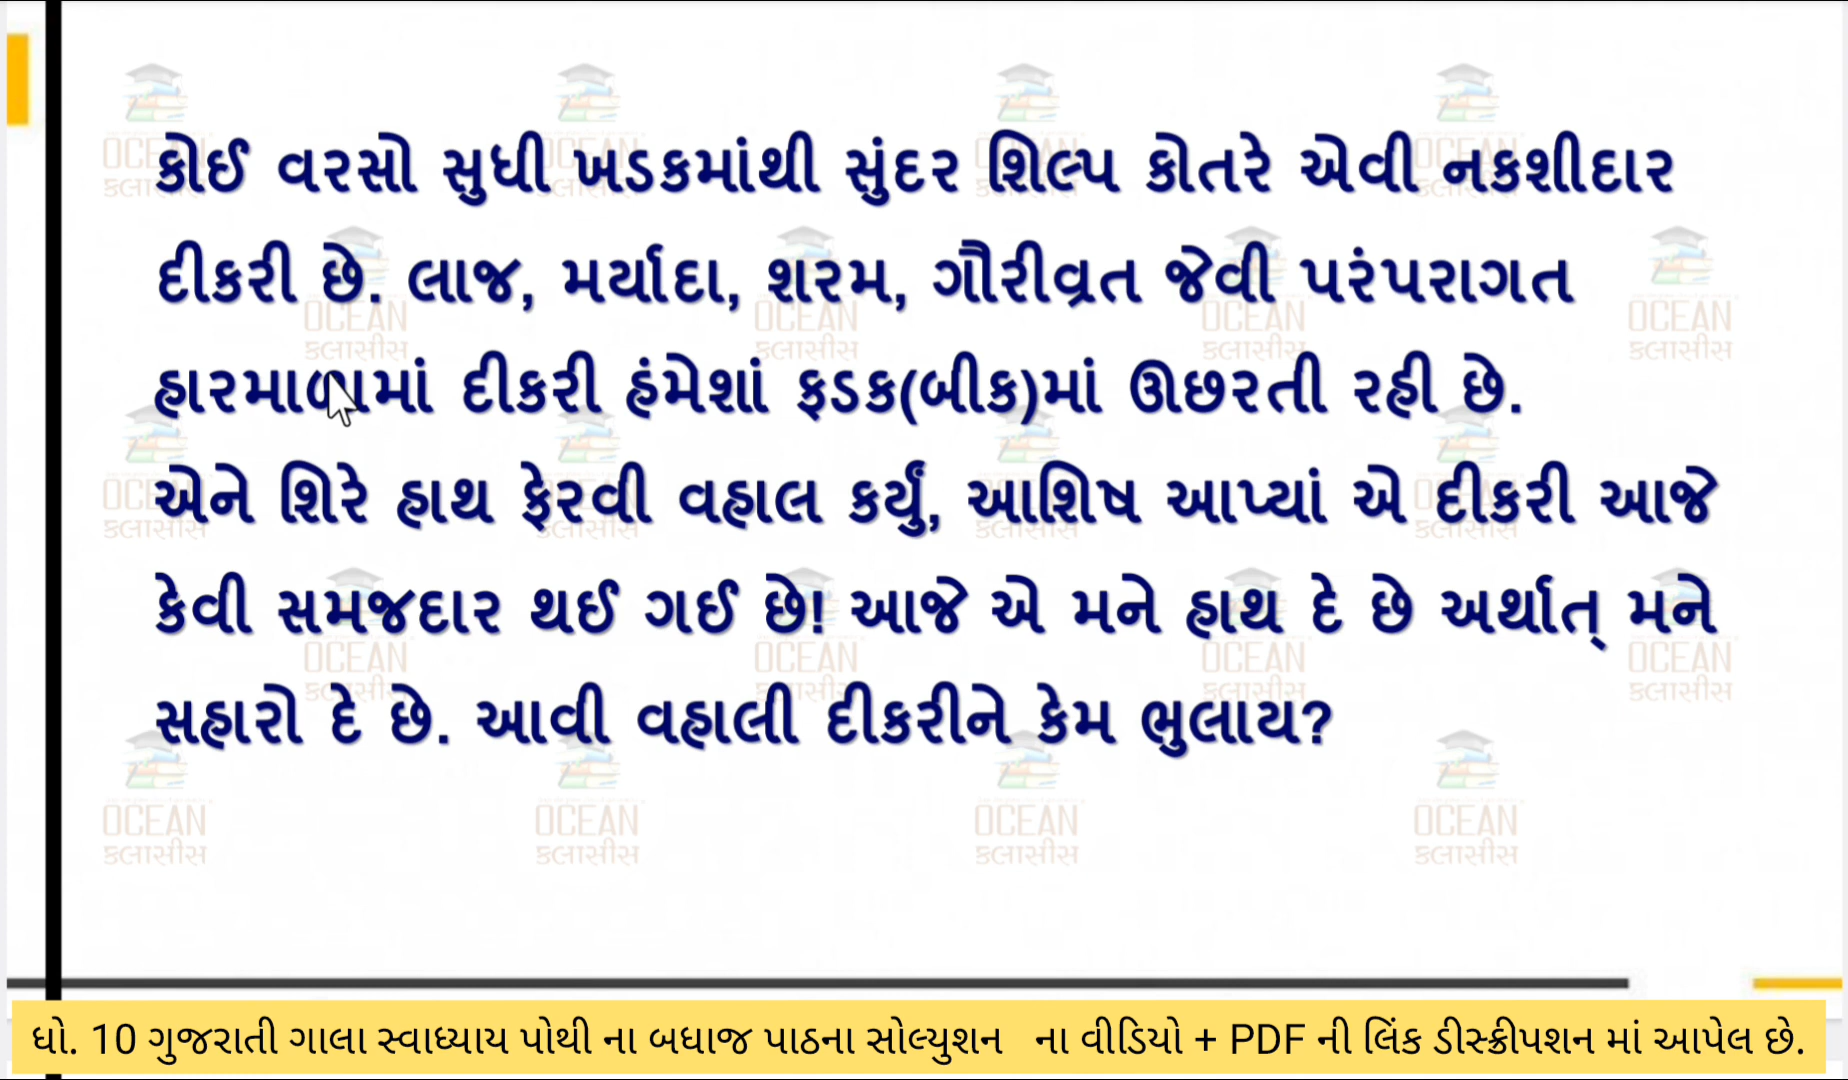 કોઈ વરસો સુધી ખડકમાંથી સુંદર શિલ્પ કોતરે એવી નકશીદાર
દીકરી છે. લાજ, મર્યાદા, શરમ, ગૌરીવ્રત જેવી પરંપરાગત
હારમાળામાં દીકરી હંમેશાં ફડક(બીક)માં ઊછરતી રહી છે.
એને શિરે હાથ ફેરવી વહાલ કર્યું, આશિષ આપ્યાં એ દીકરી આજે
કેવી સમજદાર થઈ ગઈ છે! આજે એ મને હાથ દે છે અર્થાત્ મને
સહારો દે છે. આવી વહાલી દીકરીને કેમ ભુલાય?
OCEAN
ક્લાસીસ
ધો. 10 ગુજરાતી ગાલા સ્વાધ્યાય પોથી ના બધાજ પાઠના સોલ્યુશન ના વીડિયો + PDF ની લિંક ડીસ્ક્રીપશન માં આપેલ છે.